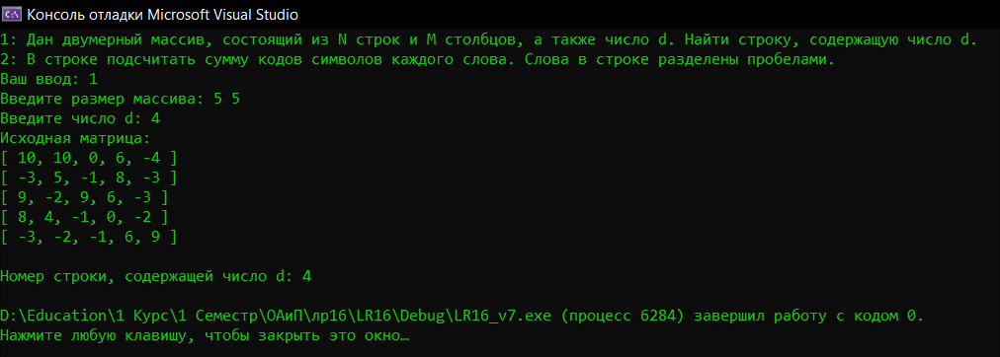 Консоль отладки Microsoft Visual Studio
1: Дан двумерный массив, состоящий из N строк и M столбцов, а также число d. Найти строку, содержащую число d.
2: В строке подсчитать сумму кодов символов каждого слова. Слова в строке разделены пробелами.
Ваш ввод: 1
Введите размер массива: 5 5
Введите число d: 4
Исходная матрица:
[ 10, 10, 0, 6, -4 ]
[ -3, 5, -1, 8, -3 ]
[ 9, -2, 9, 6, -3 ]
[ 8, 4, -1, 0, -2 ]
[ -3, -2, -1, 6, 9 ]
Номер строки, содержащей число d: 4
D:\Education\1 Курс\1 Семестр\ОАиП\лр16\LR16\Debug\LR16_v7.exe (процесс 6284) завершил работу с кодом 0.
Нажмите любую клавишу, чтобы закрыть это окно…